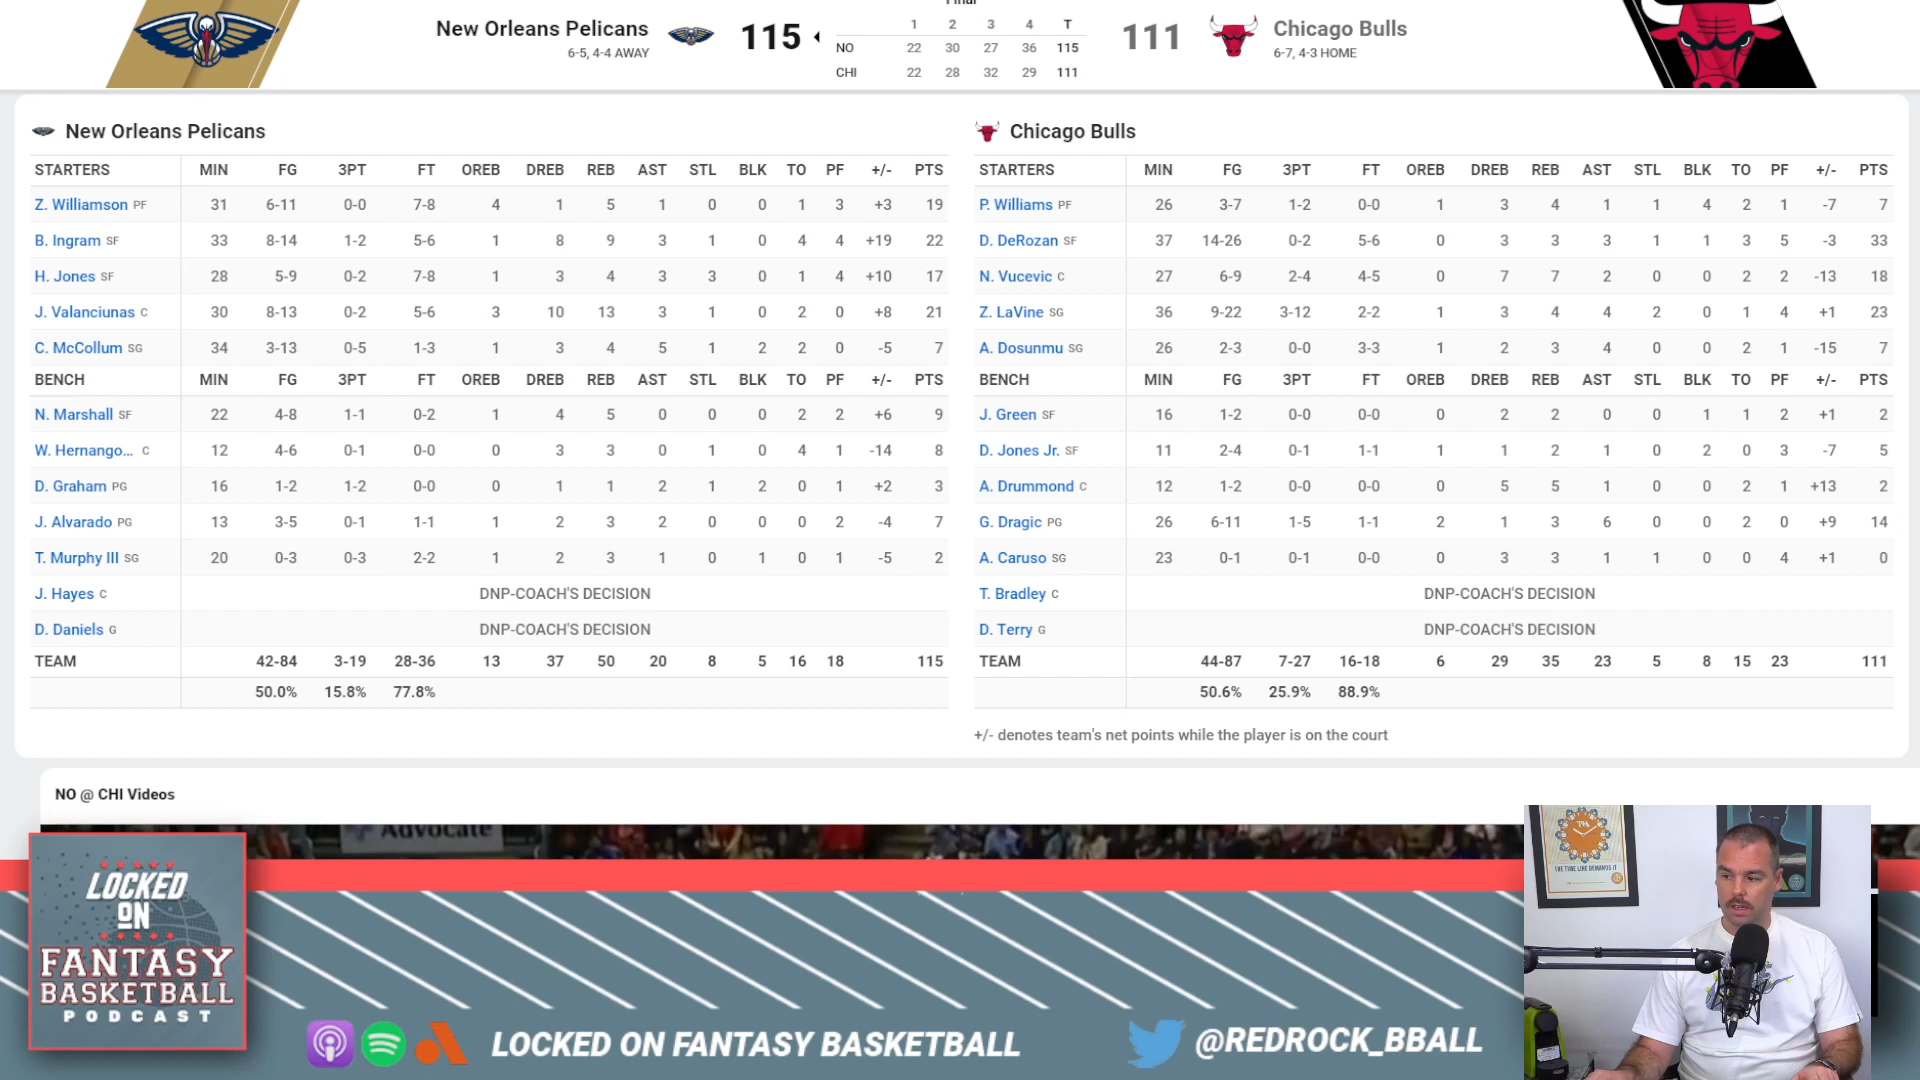 Final
New Orleans Pelicans
6-5, 4-4 AWAY
115
1 2 3 4 T
NO 22 30 27 36 115
CHI 22 28 32 29 111
111
Chicago Bulls
6-7, 4-3 HOME
New Orleans Pelicans
STARTERS MIN FG 3PT FT OREB DREB REB AST STL BLK TO PF +/- PTS
Z. Williamson PF 31 6-11 0-0 7-8 4 1 5 1 0 0 1 3 +3 19
B. Ingram SF 33 8-14 1-2 5-6 1 8 9 3 1 0 4 4 +19 22
H. Jones SF 28 5-9 0-2 7-8 1 3 4 3 3 0 1 4 +10 17
J. Valanciunas C 30 8-13 0-2 5-6 3 10 13 3 1 0 2 0 +8 21
C. McCollum SG 34 3-13 0-5 1-3 1 3 4 5 1 2 2 0 -5 7
BENCH MIN FG 3PT FT OREB DREB REB AST STL BLK TO PF +/- PTS
N. Marshall SF 22 4-8 1-1 0-2 1 4 5 0 0 0 2 2 +6 9
W. Hernango... C 12 4-6 0-1 0-0 0 3 3 0 1 0 4 1 -14 8
D. Graham PG 16 1-2 1-2 0-0 0 1 1 2 1 2 0 1 +2 3
J. Alvarado PG 13 3-5 0-1 1-1 1 2 3 2 0 0 0 2 -4 7
T. Murphy III SG 20 0-3 0-3 2-2 1 2 3 1 0 1 0 1 -5 2
J. Hayes C DNP-COACH'S DECISION
D. Daniels G DNP-COACH'S DECISION
TEAM 42-84 3-19 28-36 13 37 50 20 8 5 16 18 115
50.0% 15.8% 77.8%
Chicago Bulls
STARTERS MIN FG 3PT FT OREB DREB REB AST STL BLK TO PF +/- PTS
P. Williams PF 26 3-7 1-2 0-0 1 3 4 1 1 4 2 1 -7 7
D. DeRozan SF 37 14-26 0-2 5-6 0 3 3 3 1 1 3 5 -3 33
N. Vucevic C 27 6-9 2-4 4-5 0 7 7 2 0 0 2 2 -13 18
Z. LaVine SG 36 9-22 3-12 2-2 1 3 4 4 2 0 1 4 +1 23
A. Dosunmu SG 26 2-3 0-0 3-3 1 2 3 4 0 0 2 1 -15 7
BENCH MIN FG 3PT FT OREB DREB REB AST STL BLK TO PF +/- PTS
J. Green SF 16 1-2 0-0 0-0 0 2 2 0 0 1 1 2 +1 2
D. Jones Jr. SF 11 2-4 0-1 1-1 1 1 2 1 0 2 0 3 -7 5
A. Drummond C 12 1-2 0-0 0-0 0 5 5 1 0 0 2 1 +13 2
G. Dragic PG 26 6-11 1-5 1-1 2 1 3 6 0 0 2 0 +9 14
A. Caruso SG 23 0-1 0-1 0-0 0 3 3 1 1 0 0 4 +1 0
T. Bradley C DNP-COACH'S DECISION
D. Terry G DNP-COACH'S DECISION
TEAM 44-87 7-27 16-18 6 29 35 23 5 8 15 23 111
50.6% 25.9% 88.9%
+/- denotes team's net points while the player is on the court
NO @ CHI Videos
Advocate
LOCKED
ON
FANTASY
BASKETBALL
PODCAST
LOCKED ON FANTASY BASKETBALL
@REDROCK_BBALL
THE TIME LINE DEMANDS IT